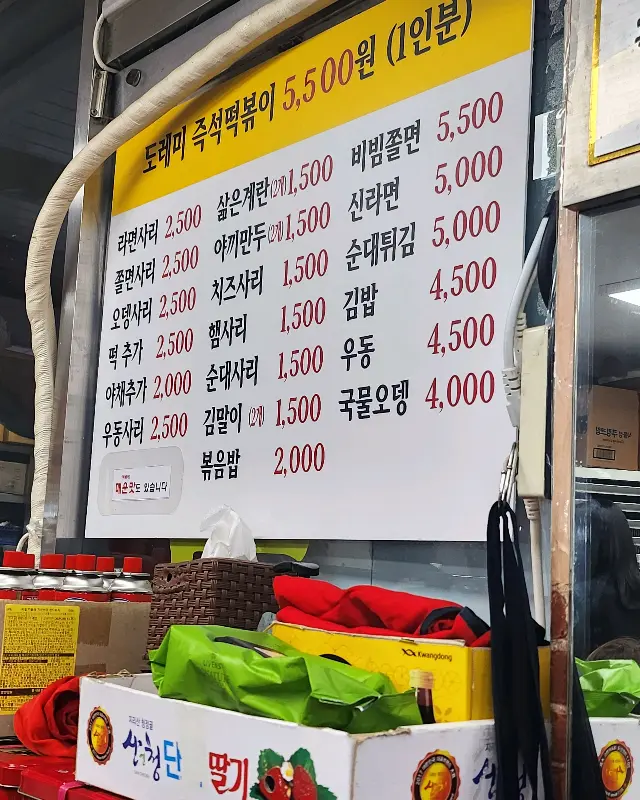 도레미 즉석떡볶이 5,500원 (1인분)
라면사리 2,500
쫄면사리 2,500
오뎅사리 2,500
떡 추가 2,500
야채추가 2,000
우동사리 2,500
매운맛도 있습니다
삶은계란(2개) 1,500
야끼만두(2개) 1,500
치즈사리 1,500
햄사리 1,500
순대사리 1,500
김말이 (2개) 1,500
볶음밥 2,000
비빔쫄면 5,500
신라면 5,000
순대튀김 5,000
김밥 4,500
우동 4,500
국물오뎅 4,000
Kwangdong
지리산 청정골
산엔청
단딸기